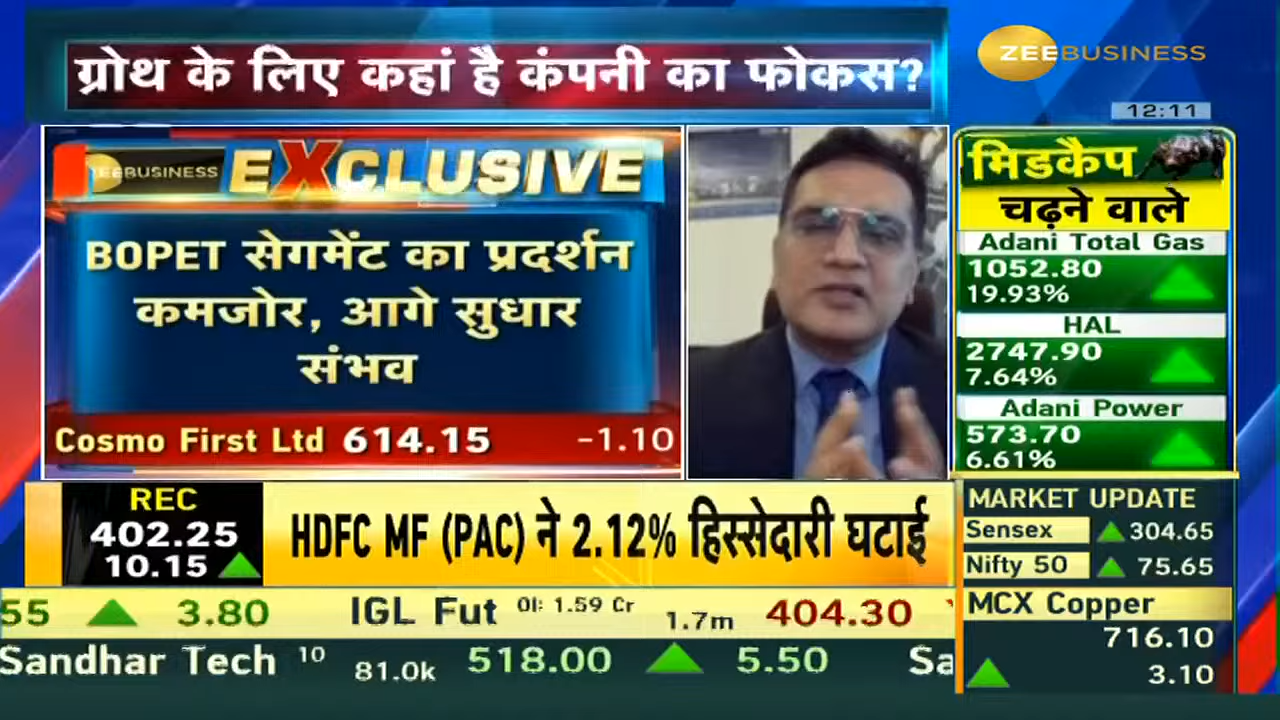 ग्रोथ के लिए कहां है कंपनी का फोकस?
ZEEBUSINESS
12:11
ZEEBUSINESS EXCLUSIVE
BOPET सेगमेंट का प्रदर्शन
कमजोर, आगे सुधार
संभव
Cosmo First Ltd 614.15 -1.10
मिडकैप
चढ़ने वाले
Adani Total Gas
1052.80
19.93%
HAL
2747.90
7.64%
Adani Power
573.70
6.61%
REC
402.25
10.15
HDFC MF (PAC) ने 2.12% हिस्सेदारी घटाई
MARKET UPDATE
Sensex 304.65
Nifty 50 75.65
MCX Copper
716.10
3.10
55 3.80 IGL Fut OI: 1.59 Cr 1.7m 404.30
Sandhar Tech 10 81.0k 518.00 5.50 Sa